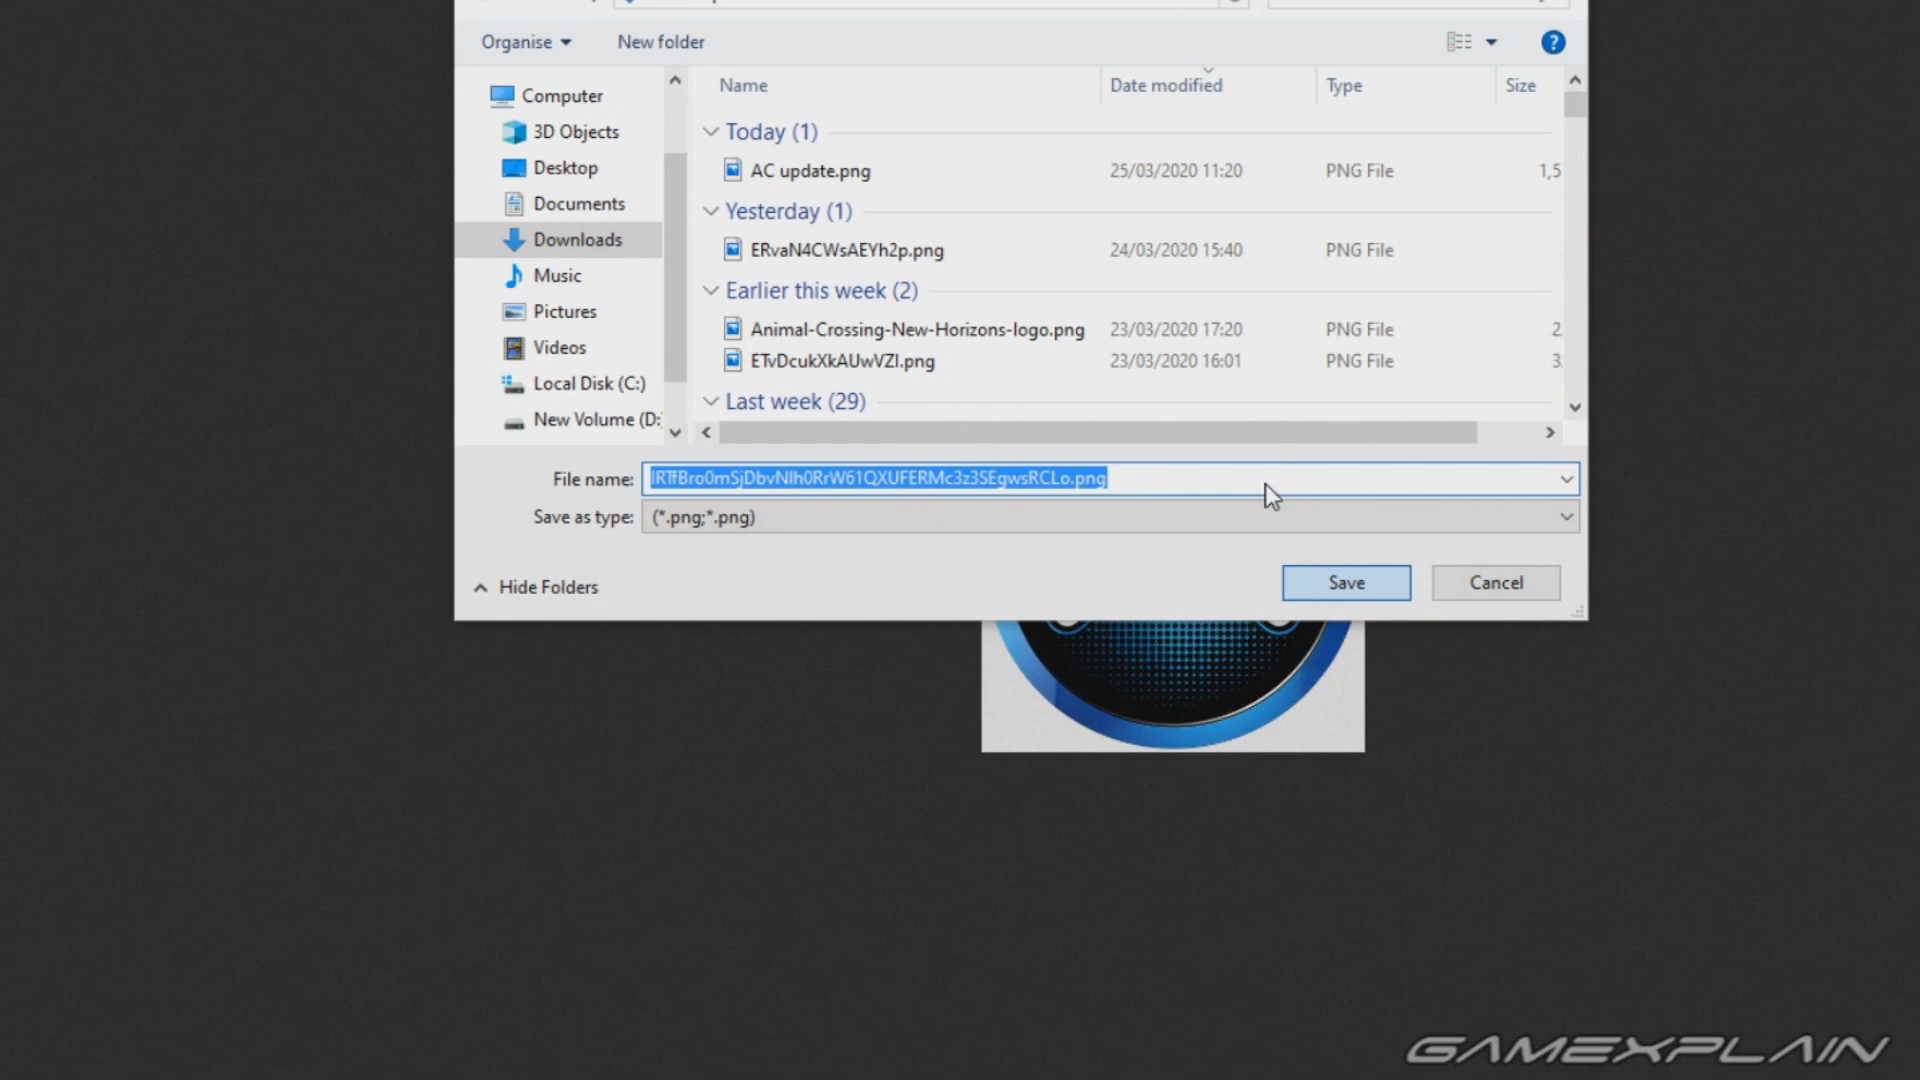 Organise
New folder
?
Computer
3D Objects
Desktop
Documents
Downloads
Music
Pictures
Videos
Local Disk (C:)
New Volume (D:
Name Date modified Type Size
Today (1)
AC update.png 25/03/2020 11:20 PNG File 1,5
Yesterday (1)
ERvaN4CWsAEYh2p.png 24/03/2020 15:40 PNG File
Earlier this week (2)
Animal-Crossing-New-Horizons-logo.png 23/03/2020 17:20 PNG File 2
ETvDcukXkAUwVZI.png 23/03/2020 16:01 PNG File 3
Last week (29)
File name: IRTfBro0mSjDbvNlh0RrW61QXUFERMc3z3SEgwsRCLo.png
Save as type: (*.png;*.png)
Hide Folders
Save
Cancel
GAMEXPLAIN